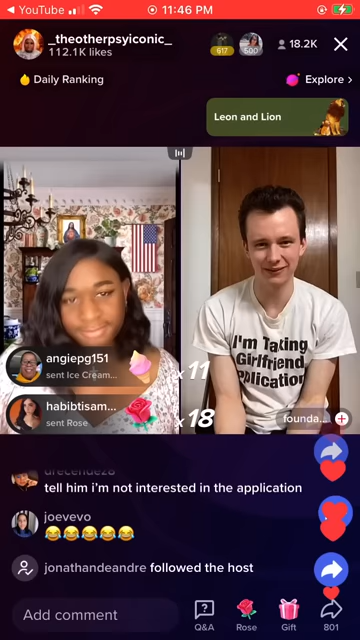 YouTube
11:46 PM
_theotherpsyiconic_
112.1K likes
617
500
18.2K
Daily Ranking
Explore
Leon and Lion
I'm Taking
Girlfriend
pplication
angiepg151
sent Ice Cream...
x11
habibtisam...
sent Rose
x18
founda...
tell him i'm not interested in the application
joevevo
😂😂😂😂😂
jonathandeandre followed the host
Add comment
Q&A
Rose
Gift
801